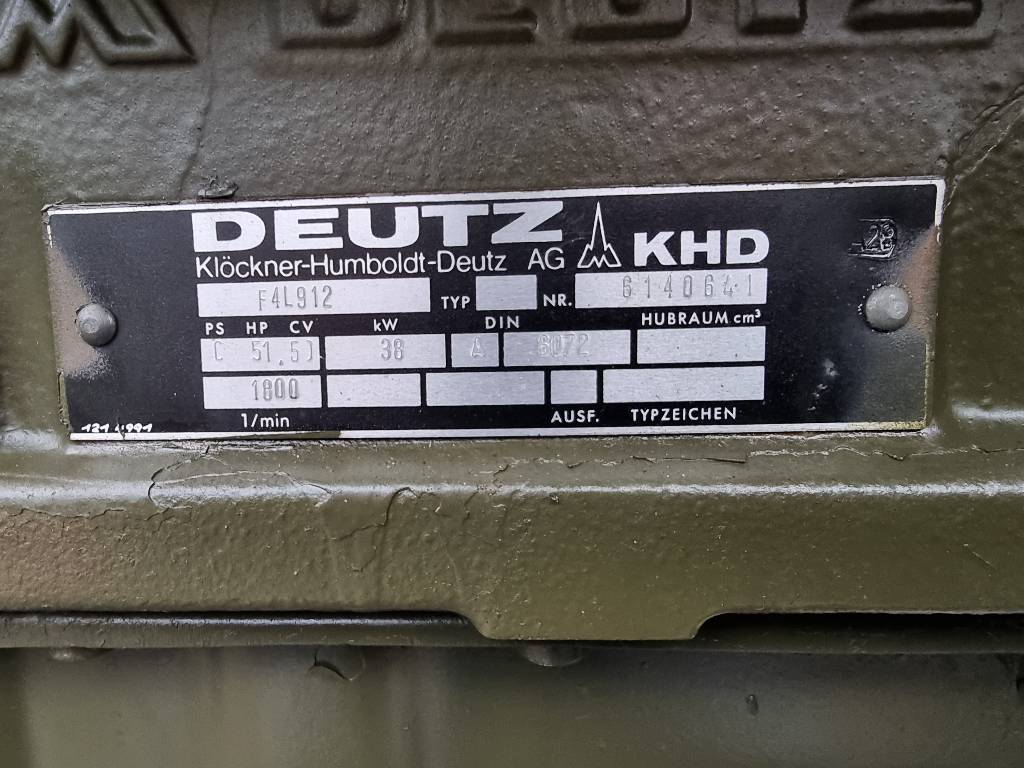 DEUTZ
DEUTZ KHD
Klöckner-Humboldt-Deutz AG
F4L912 TYP NR. 6140641
PS HP CV kW DIN HUBRAUM cm³
( 51,5) 38 A 6072
1800
1/min AUSF. TYPZEICHEN